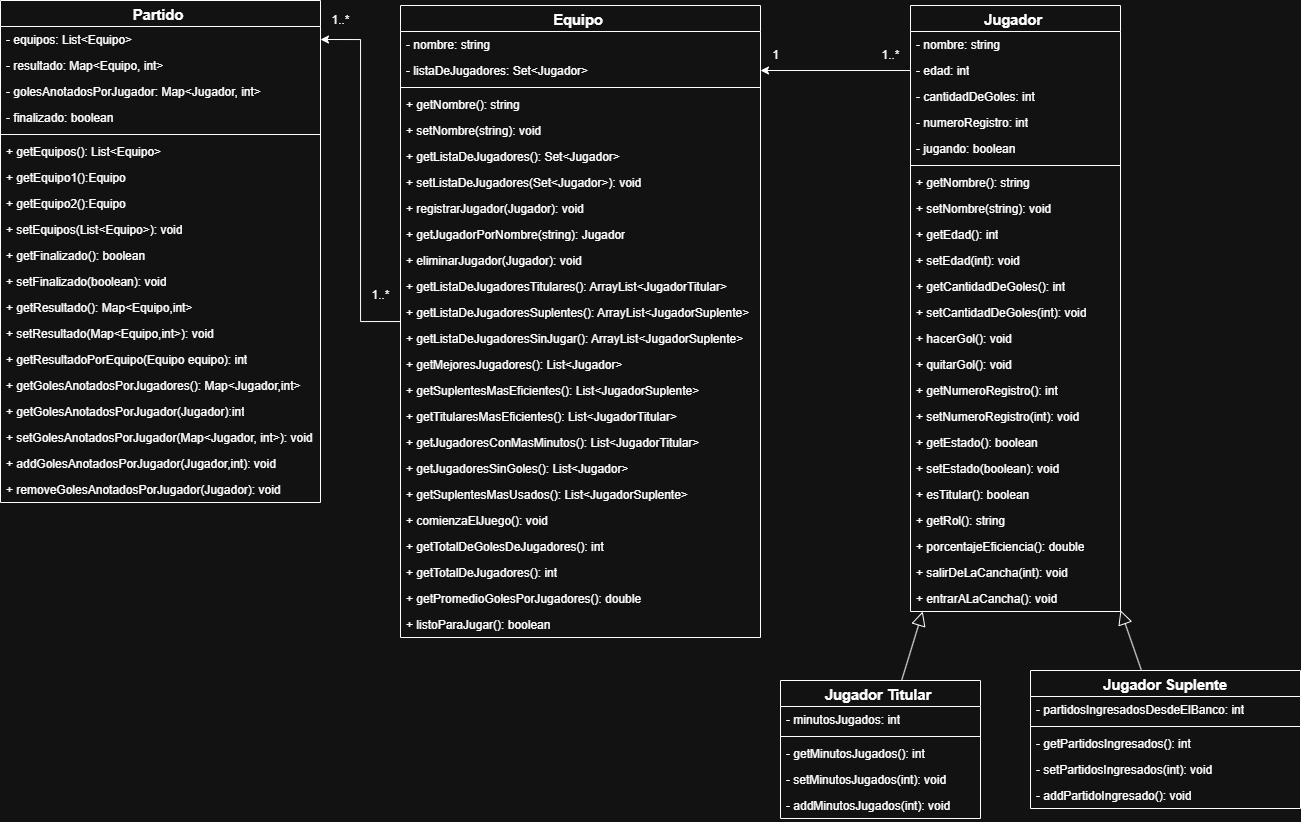 Partido
- equipos: List<Equipo>
- resultado: Map<Equipo, int>
- golesAnotadosPorJugador: Map<Jugador, int>
- finalizado: boolean
+ getEquipos(): List<Equipo>
+ getEquipo1():Equipo
+ getEquipo2():Equipo
+ setEquipos(List<Equipo>): void
+ getFinalizado(): boolean
+ setFinalizado(boolean): void
+ getResultado(): Map<Equipo,int>
+ setResultado(Map<Equipo,int>): void
+ getResultadoPorEquipo(Equipo equipo): int
+ getGolesAnotadosPorJugadores(): Map<Jugador,int>
+ getGolesAnotadosPorJugador(Jugador):int
+ setGolesAnotadosPorJugador(Map<Jugador, int>): void
+ addGolesAnotadosPorJugador(Jugador,int): void
+ removeGolesAnotadosPorJugador(Jugador): void
1..*
1..*
Equipo
- nombre: string
- listaDeJugadores: Set<Jugador>
+ getNombre(): string
+ setNombre(string): void
+ getListaDeJugadores(): Set<Jugador>
+ setListaDeJugadores(Set<Jugador>): void
+ registrarJugador(Jugador): void
+ getJugadorPorNombre(string): Jugador
+ eliminarJugador(Jugador): void
+ getListaDeJugadoresTitulares(): ArrayList<JugadorTitular>
+ getListaDeJugadoresSuplentes(): ArrayList<JugadorSuplente>
+ getListaDeJugadoresSinJugar(): ArrayList<JugadorSuplente>
+ getMejoresJugadores(): List<Jugador>
+ getSuplentesMasEficientes(): List<JugadorSuplente>
+ getTitularesMasEficientes(): List<JugadorTitular>
+ getJugadoresConMasMinutos(): List<JugadorTitular>
+ getJugadoresSinGoles(): List<Jugador>
+ getSuplentesMasUsados(): List<JugadorSuplente>
+ comienzaElJuego(): void
+ getTotalDeGolesDeJugadores(): int
+ getTotalDeJugadores(): int
+ getPromedioGolesPorJugadores(): double
+ listoParaJugar(): boolean
1
1..*
Jugador
- nombre: string
- edad: int
- cantidadDeGoles: int
- numeroRegistro: int
- jugando: boolean
+ getNombre(): string
+ setNombre(string): void
+ getEdad(): int
+ setEdad(int): void
+ getCantidadDeGoles(): int
+ setCantidadDeGoles(int): void
+ hacerGol(): void
+ quitarGol(): void
+ getNumeroRegistro(): int
+ setNumeroRegistro(int): void
+ getEstado(): boolean
+ setEstado(boolean): void
+ esTitular(): boolean
+ getRol(): string
+ porcentajeEficiencia(): double
+ salirDeLaCancha(int): void
+ entrarALaCancha(): void
Jugador Titular
- minutosJugados: int
- getMinutosJugados(): int
- setMinutosJugados(int): void
- addMinutosJugados(int): void
Jugador Suplente
- partidosIngresadosDesdeElBanco: int
- getPartidosIngresados(): int
- setPartidosIngresados(int): void
- addPartidoIngresado(): void